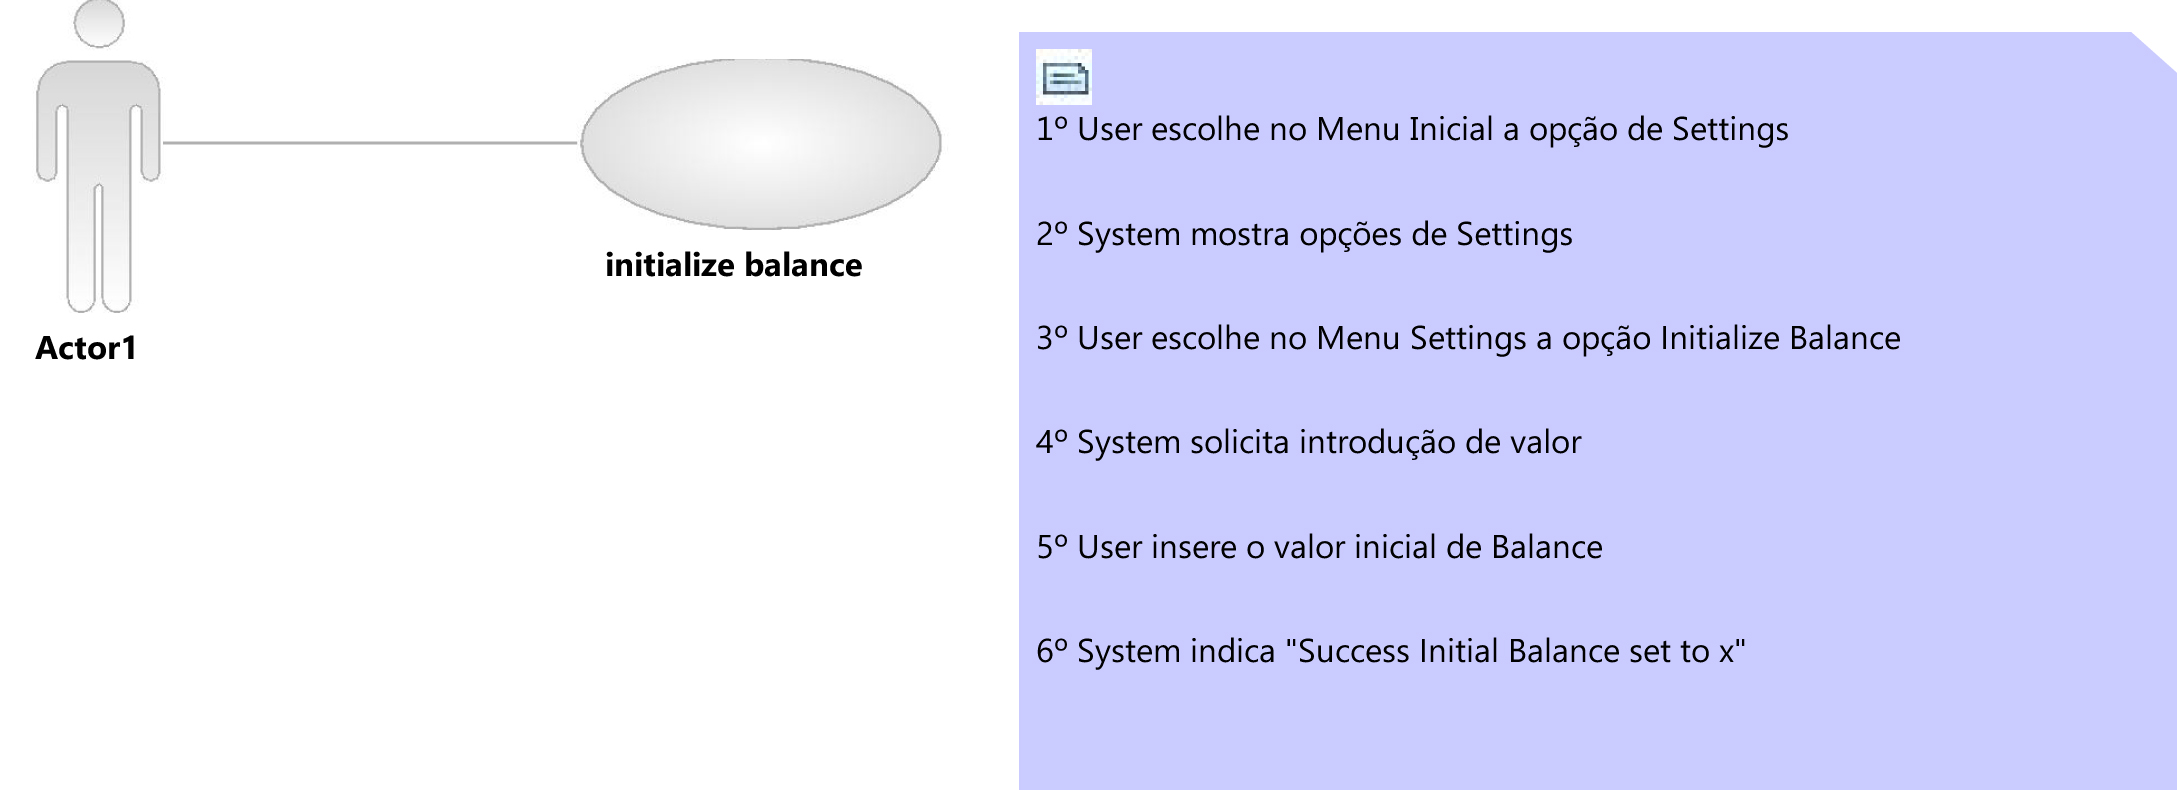 Actor1
initialize balance
1º User escolhe no Menu Inicial a opção de Settings
2º System mostra opções de Settings
3º User escolhe no Menu Settings a opção Initialize Balance
4º System solicita introdução de valor
5º User insere o valor inicial de Balance
6º System indica "Success Initial Balance set to x"